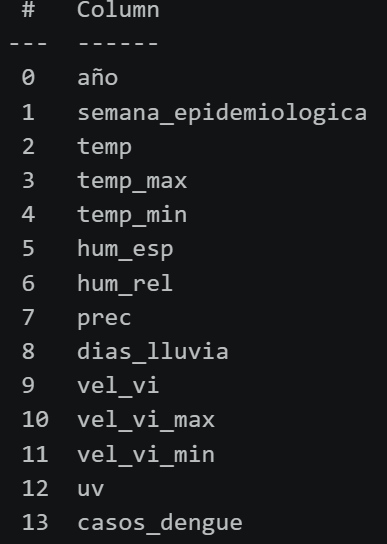 #   Column
---  ------
0   año
1   semana_epidemiologica
2   temp
3   temp_max
4   temp_min
5   hum_esp
6   hum_rel
7   prec
8   dias_lluvia
9   vel_vi
10  vel_vi_max
11  vel_vi_min
12  uv
13  casos_dengue